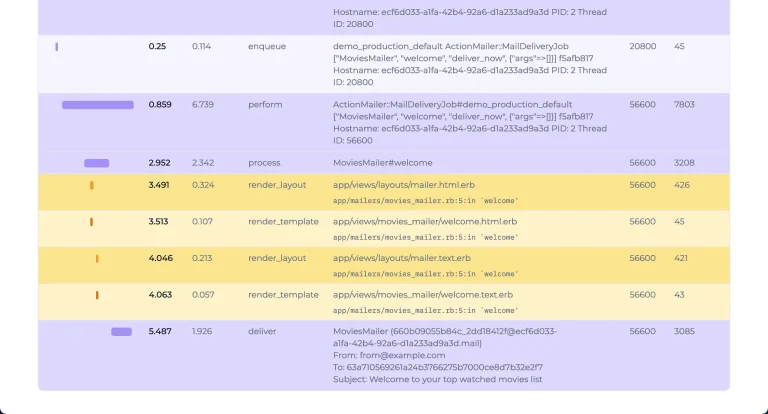 Hostname: ecf6d033-a1fa-42b4-92a6-d1a233ad9a3d PID: 2 Thread
ID: 20800
0.25 0.114 enqueue demo_production_default ActionMailer::MailDeliveryJob 20800 45
["MoviesMailer", "welcome", "deliver_now", {"args"=>[]}] f5afb817
Hostname: ecf6d033-a1fa-42b4-92a6-d1a233ad9a3d PID: 2 Thread
ID: 20800
0.859 6.739 perform ActionMailer::MailDeliveryJob#demo_production_default 56600 7803
["MoviesMailer", "welcome", "deliver_now", {"args"=>[]}] f5afb817
Hostname: ecf6d033-a1fa-42b4-92a6-d1a233ad9a3d PID: 2 Thread
ID: 56600
2.952 2.342 process MoviesMailer#welcome 56600 3208
3.491 0.324 render_layout app/views/layouts/mailer.html.erb 56600 426
app/mailers/movies_mailer.rb:5:in `welcome'
3.513 0.107 render_template app/views/movies_mailer/welcome.html.erb 56600 45
app/mailers/movies_mailer.rb:5:in `welcome'
4.046 0.213 render_layout app/views/layouts/mailer.text.erb 56600 421
app/mailers/movies_mailer.rb:5:in `welcome'
4.063 0.057 render_template app/views/movies_mailer/welcome.text.erb 56600 43
app/mailers/movies_mailer.rb:5:in `welcome'
5.487 1.926 deliver MoviesMailer (660b09055b84c_2dd18412f@ecf6d033- 56600 3085
a1fa-42b4-92a6-d1a233ad9a3d.mail)
From: from@example.com
To: 63a710569261a24b3766275b7000ce8d7b32e2f7
Subject: Welcome to your top watched movies list